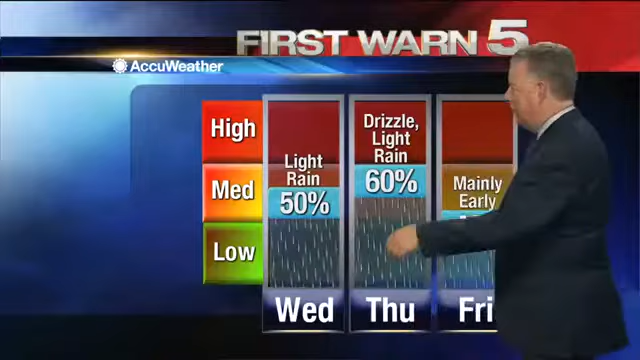 FIRST WARN 5
AccuWeather
High
Med
Low
Light
Rain
50%
Wed
Drizzle,
Light
Rain
60%
Thu
Mainly
Early
Fri